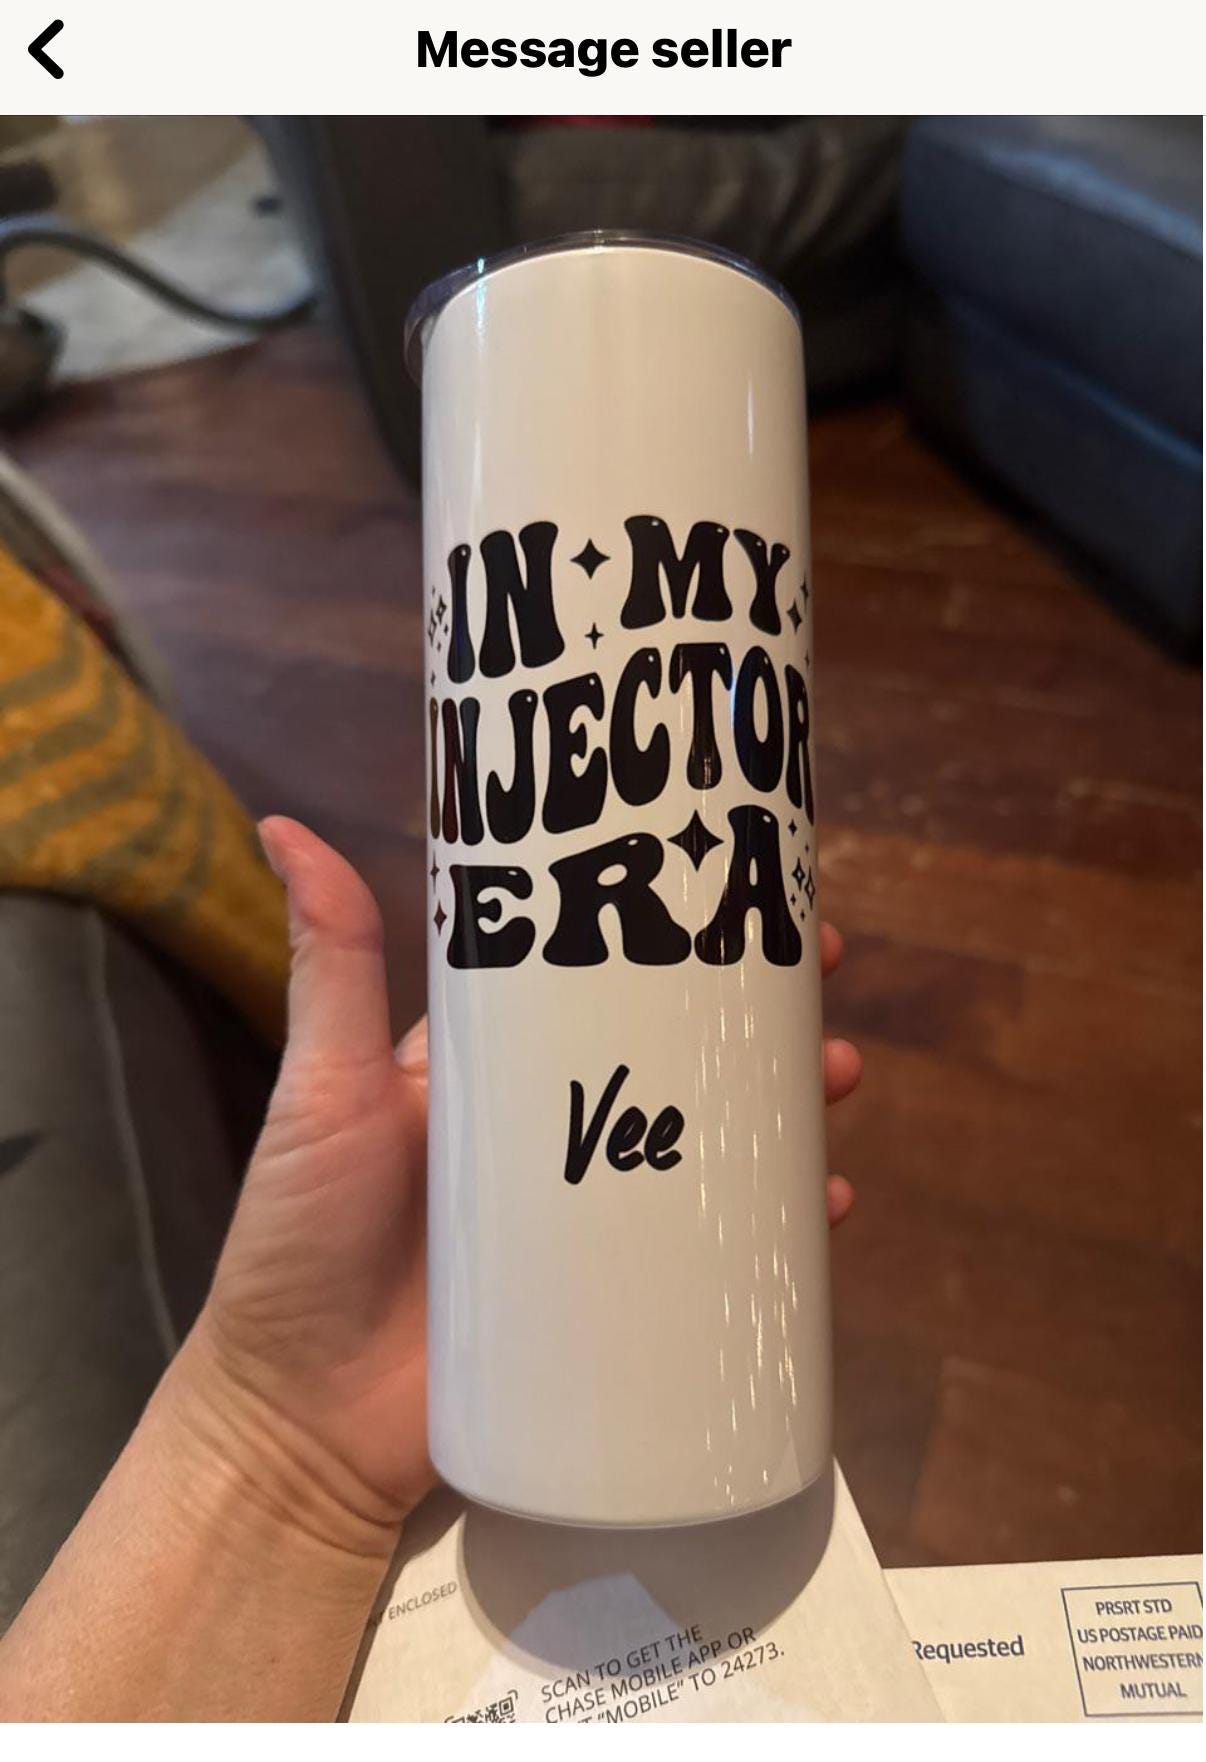 Message seller
IN MY
INJECTOR
ERA
Vee
ENCLOSED
SCAN TO GET THE
CHASE MOBILE APP OR
"MOBILE" TO 24273.
Requested
PRSRT STD
US POSTAGE PAID
NORTHWESTERN
MUTUAL